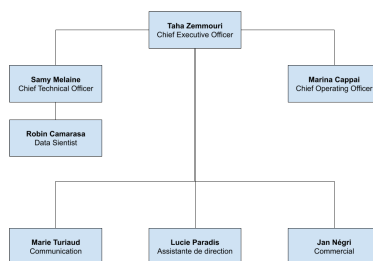 Taha Zemmouri
Chief Executive Officer
Samy Melaine
Chief Technical Officer
Marina Cappai
Chief Operating Officer
Robin Camarasa
Data Sientist
Marie Turiaud
Communication
Lucie Paradis
Assistante de direction
Jan Négri
Commercial